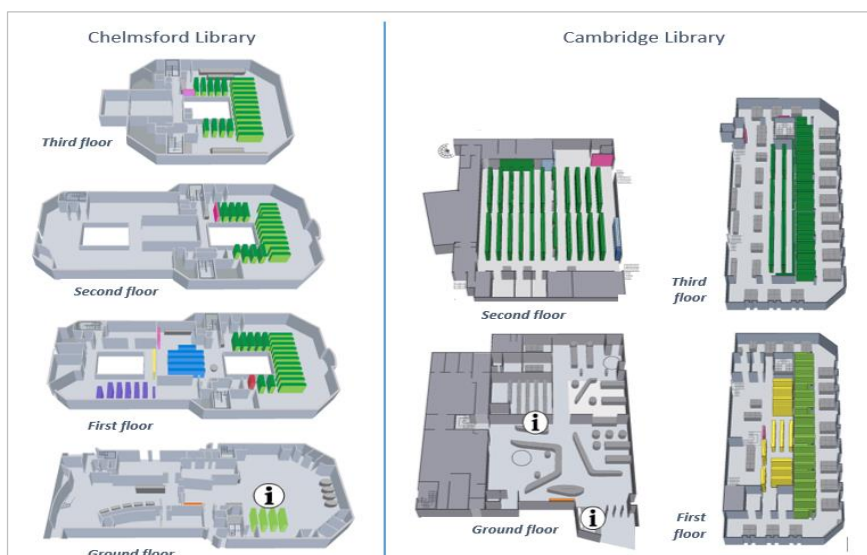 Chelmsford Library
Third floor
Second floor
First floor
i
Ground floor
Cambridge Library
Second floor
Third
floor
i
i
Ground floor
First
floor